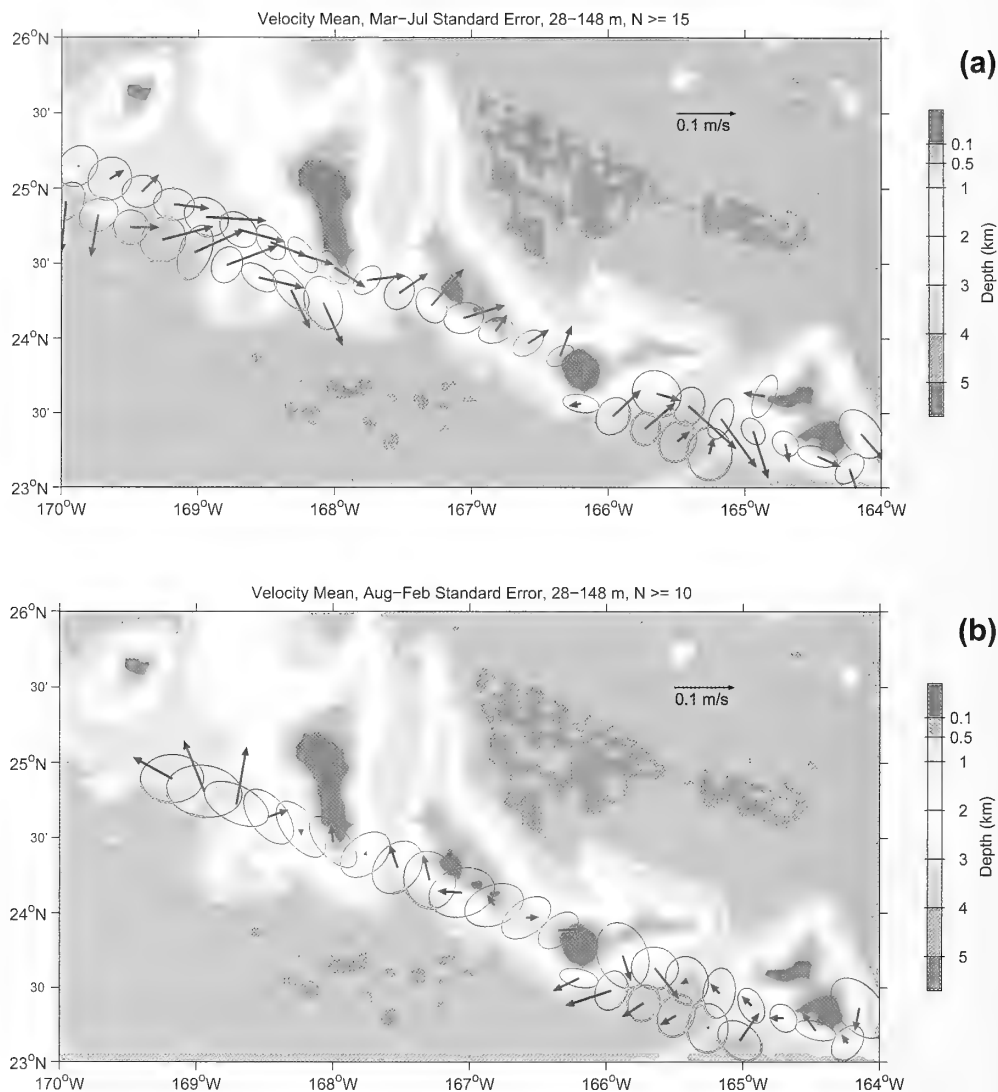 Velocity Mean, Mar−Jul Standard Error, 28−148 m, N >= 15
(a)
26°N
30'
25°N
30'
24°N
30'
23°N
170°W 169°W 168°W 167°W 166°W 165°W 164°W
0.1 m/s
0.1
0.5
1
2
3
4
5
Depth (km)
Velocity Mean, Aug−Feb Standard Error, 28−148 m, N >= 10
(b)
26°N
30'
25°N
30'
24°N
30'
23°N
170°W 169°W 168°W 167°W 166°W 165°W 164°W
0.1 m/s
0.1
0.5
1
2
3
4
5
Depth (km)